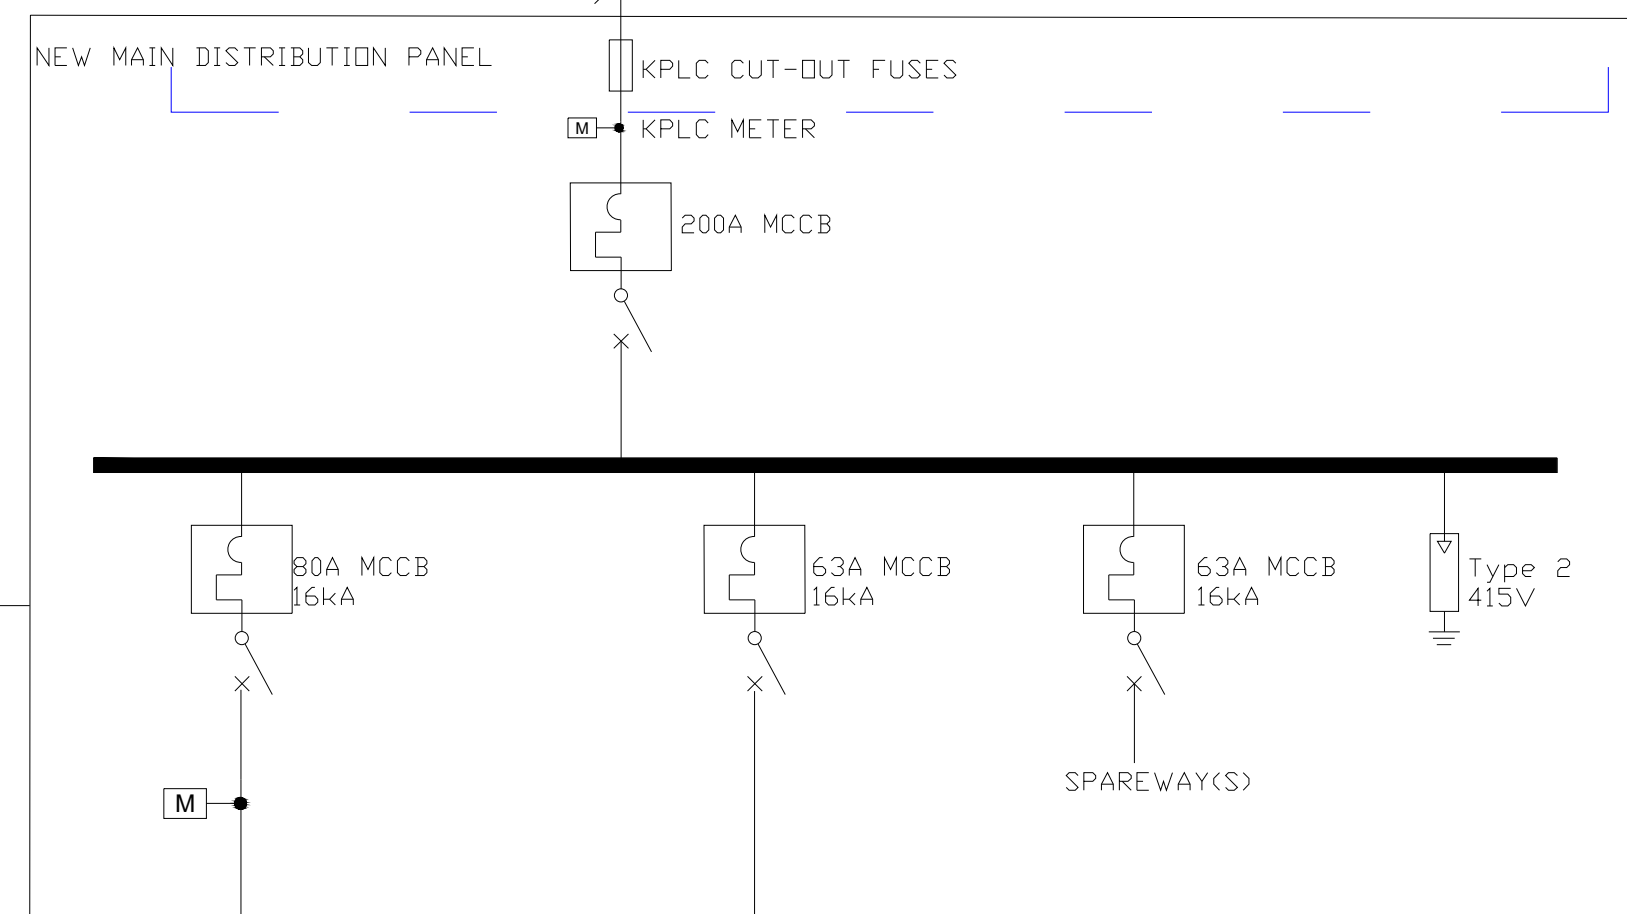 NEW MAIN DISTRIBUTION PANEL
KPLC CUT-OUT FUSES
M
KPLC METER
200A MCCB
80A MCCB
16kA
63A MCCB
16kA
63A MCCB
16kA
Type 2
415V
SPAREWAY(S)
M